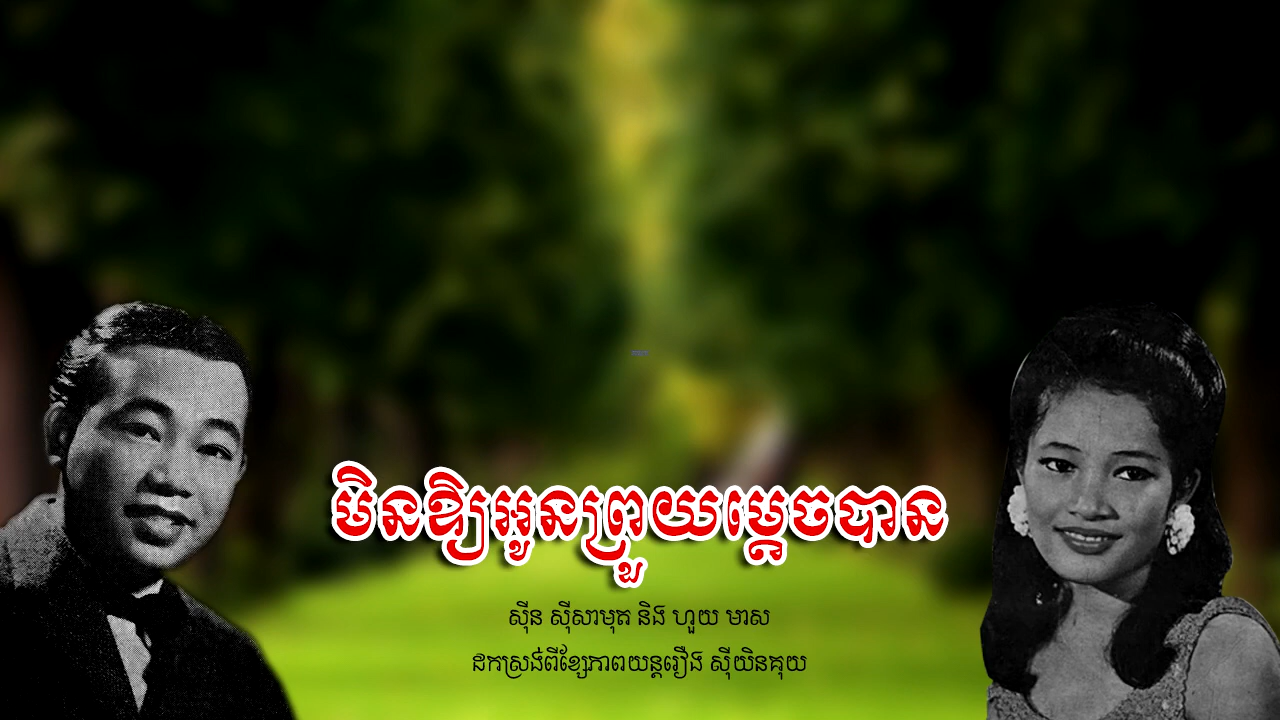 មិនឱ្យអូនព្រួយម្ដេចបាន
ស៊ីន ស៊ីសាមុត និង ហួយ មាស
ដកស្រង់ពីខ្សែភាពយន្តរឿង ស៊ីយិនគុយ